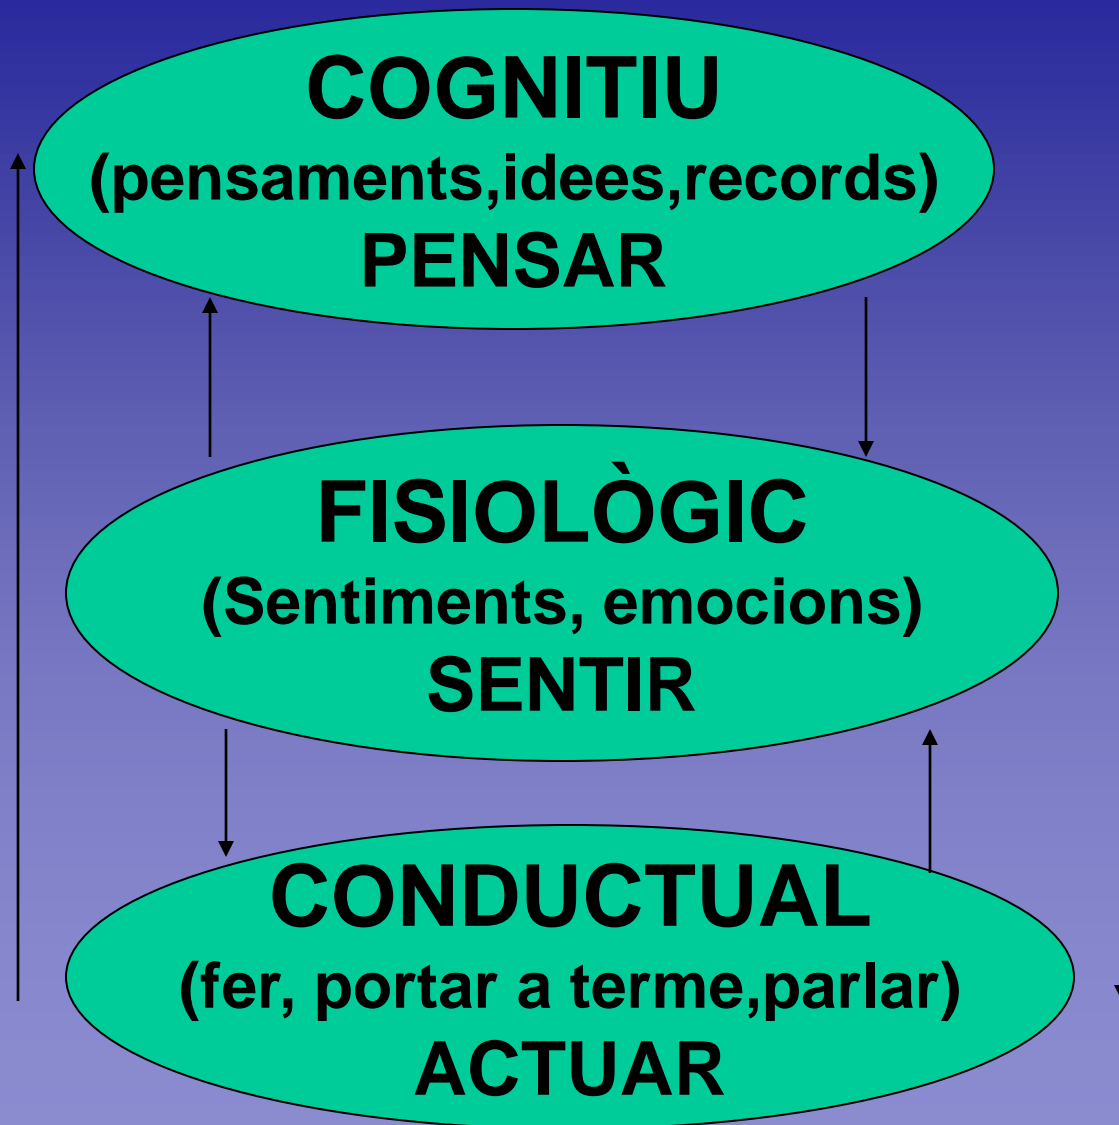 COGNITIU
(pensaments,idees,records)
PENSAR
FISIOLÒGIC
(Sentiments, emocions)
SENTIR
CONDUCTUAL
(fer, portar a terme,parlar)
ACTUAR